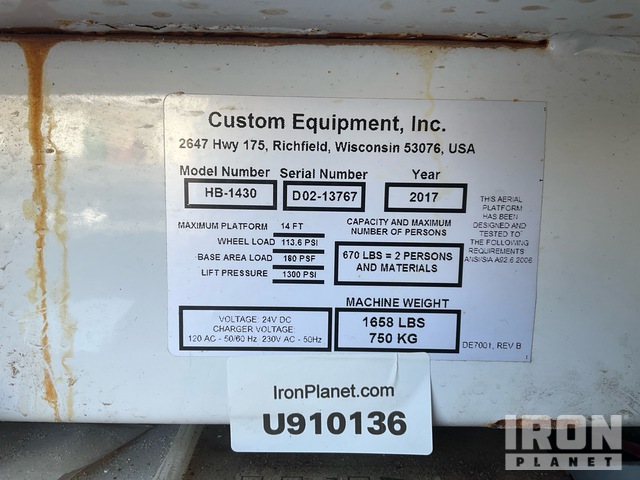 Custom Equipment, Inc.
2647 Hwy 175, Richfield, Wisconsin 53076, USA
Model Number Serial Number Year
HB-1430 D02-13767 2017
MAXIMUM PLATFORM 14 FT
WHEEL LOAD 113.6 PSI
BASE AREA LOAD 180 PSF
LIFT PRESSURE 1300 PSI
CAPACITY AND MAXIMUM
NUMBER OF PERSONS
670 LBS = 2 PERSONS
AND MATERIALS
THIS AERIAL
PLATFORM
HAS BEEN
DESIGNED AND
TESTED TO
THE FOLLOWING
REQUIREMENTS:
ANSI/SIA A92.6 2006
MACHINE WEIGHT
1658 LBS
750 KG
VOLTAGE: 24V DC
CHARGER VOLTAGE:
120 AC - 50/60 Hz 230V AC - 50Hz
DE7001, REV B
IronPlanet.com
U910136
IRON
PLANET